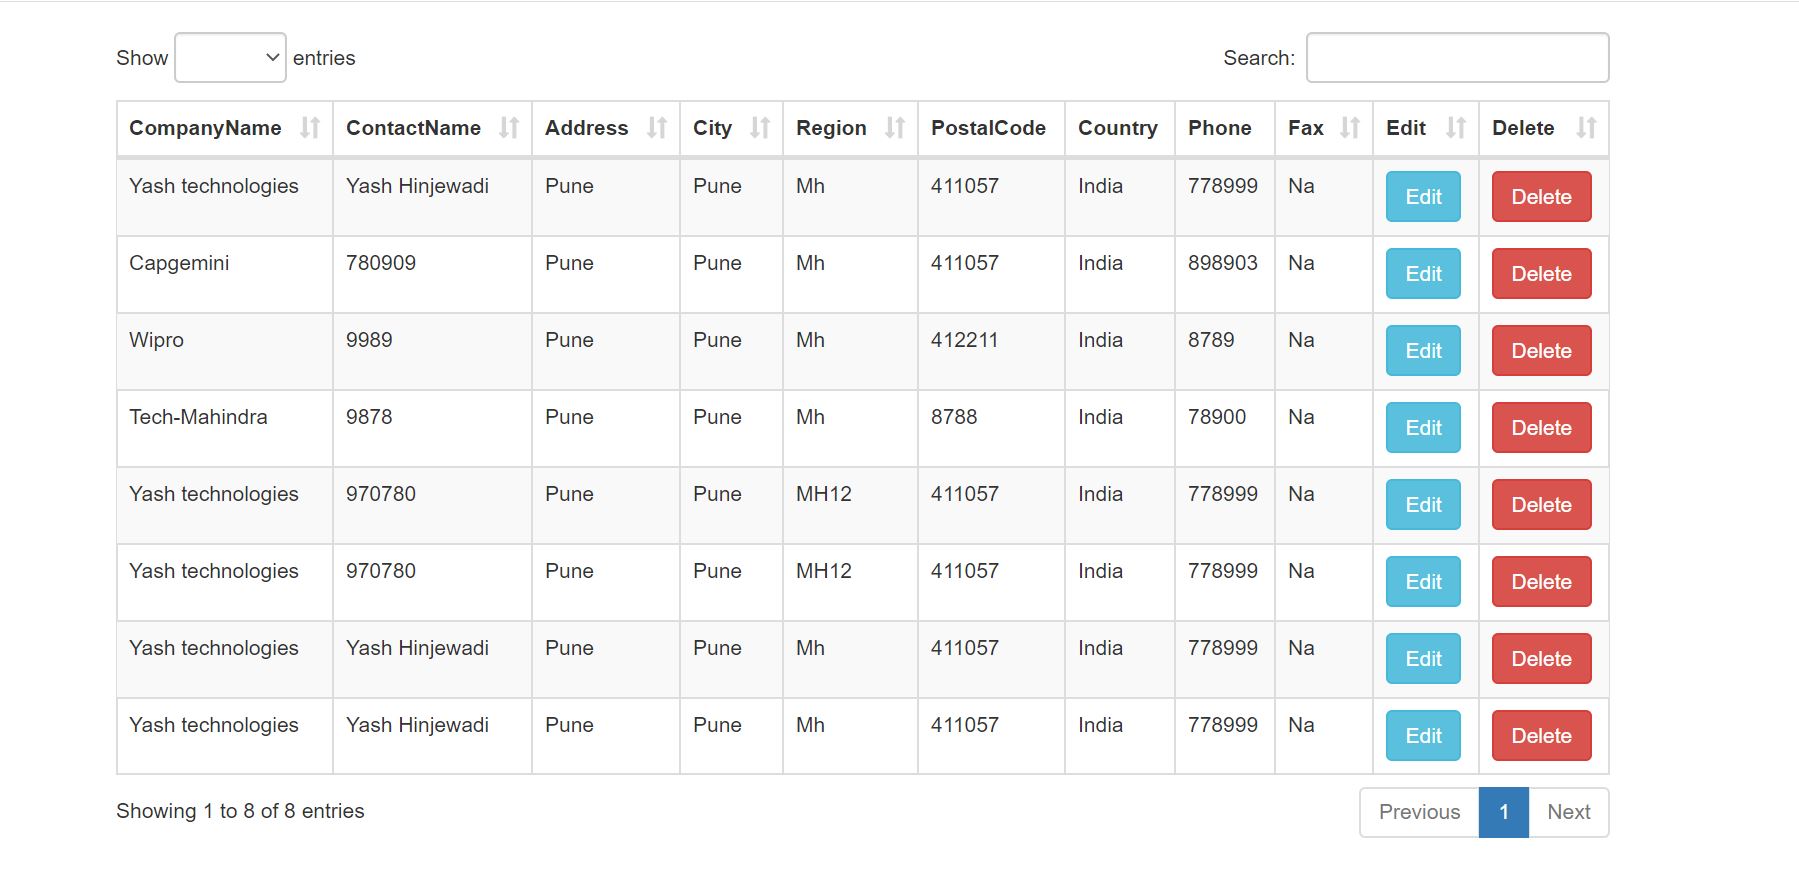 Show entries Search:
CompanyName ContactName Address City Region PostalCode Country Phone Fax Edit Delete
Yash technologies Yash Hinjewadi Pune Pune Mh 411057 India 778999 Na Edit Delete
Capgemini 780909 Pune Pune Mh 411057 India 898903 Na Edit Delete
Wipro 9989 Pune Pune Mh 412211 India 8789 Na Edit Delete
Tech-Mahindra 9878 Pune Pune Mh 8788 India 78900 Na Edit Delete
Yash technologies 970780 Pune Pune MH12 411057 India 778999 Na Edit Delete
Yash technologies 970780 Pune Pune MH12 411057 India 778999 Na Edit Delete
Yash technologies Yash Hinjewadi Pune Pune Mh 411057 India 778999 Na Edit Delete
Yash technologies Yash Hinjewadi Pune Pune Mh 411057 India 778999 Na Edit Delete
Showing 1 to 8 of 8 entries Previous 1 Next